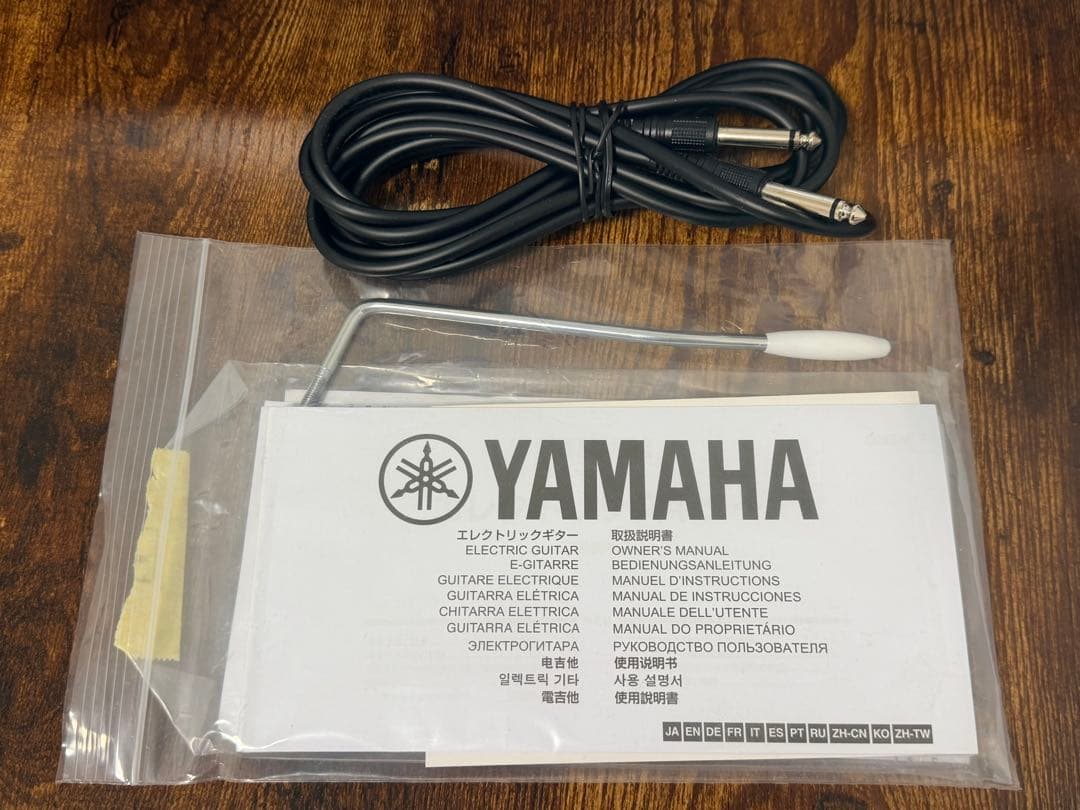 YAMAHA
エレクトリックギター 取扱説明書
ELECTRIC GUITAR OWNER'S MANUAL
E-GITARRE BEDIENUNGSANLEITUNG
GUITARE ELECTRIQUE MANUEL D'INSTRUCTIONS
GUITARRA ELÉTRICA MANUAL DE INSTRUCCIONES
CHITARRA ELETTRICA MANUALE DELL'UTENTE
GUITARRA ELÉTRICA MANUAL DO PROPRIETÁRIO
ЭЛЕКТРОГИТАРА РУКОВОДСТВО ПОЛЬЗОВАТЕЛЯ
电吉他 使用说明书
일렉트릭 기타 사용 설명서
電吉他 使用說明書
JA EN DE FR IT ES PT RU ZH-CN KO ZH-TW